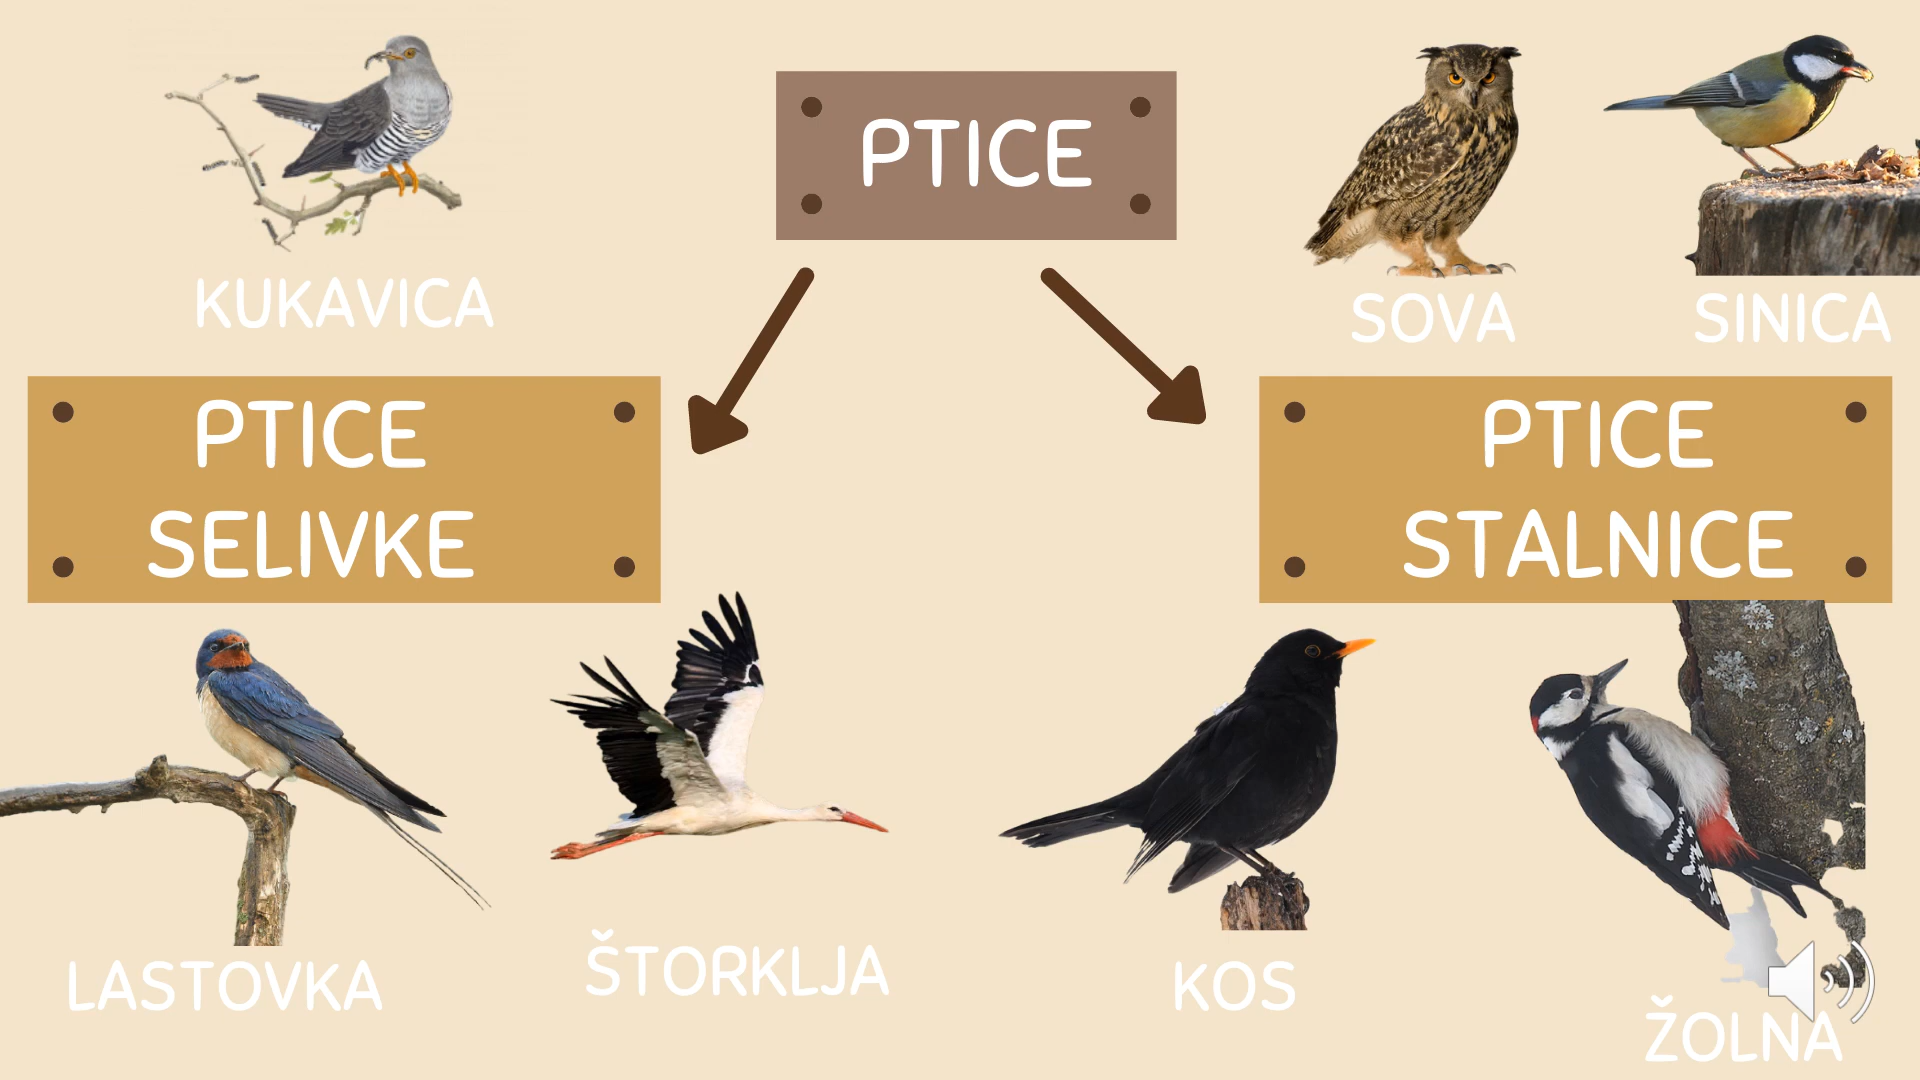 PTICE
KUKAVICA
SOVA
SINICA
PTICE
SELIVKE
PTICE
STALNICE
LASTOVKA
ŠTORKLJA
KOS
ŽOLNA